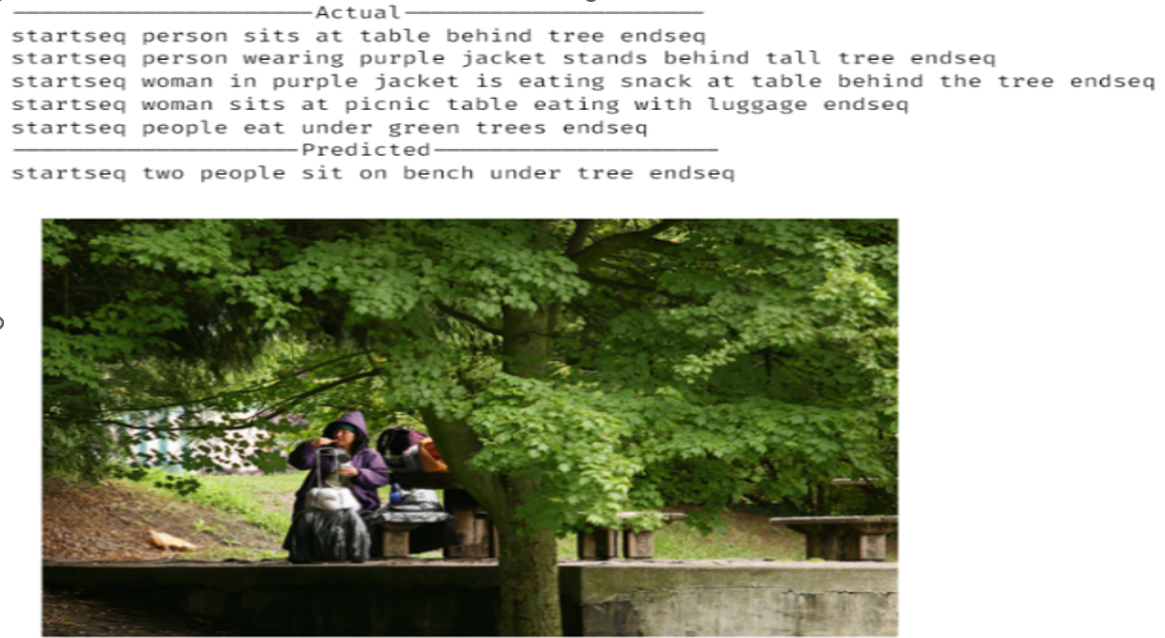 ————————————Actual————————————
startseq person sits at table behind tree endseq
startseq person wearing purple jacket stands behind tall tree endseq
startseq woman in purple jacket is eating snack at table behind the tree endseq
startseq woman sits at picnic table eating with luggage endseq
startseq people eat under green trees endseq
————————————Predicted————————————
startseq two people sit on bench under tree endseq